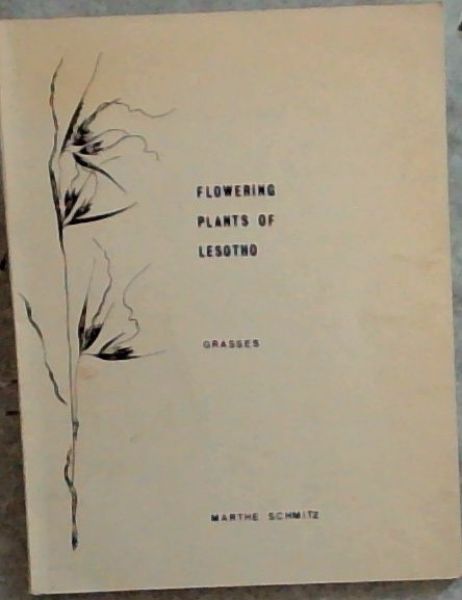 FLOWERING
PLANTS OF
LESOTHO
GRASSES
MARTHE SCHMITZ